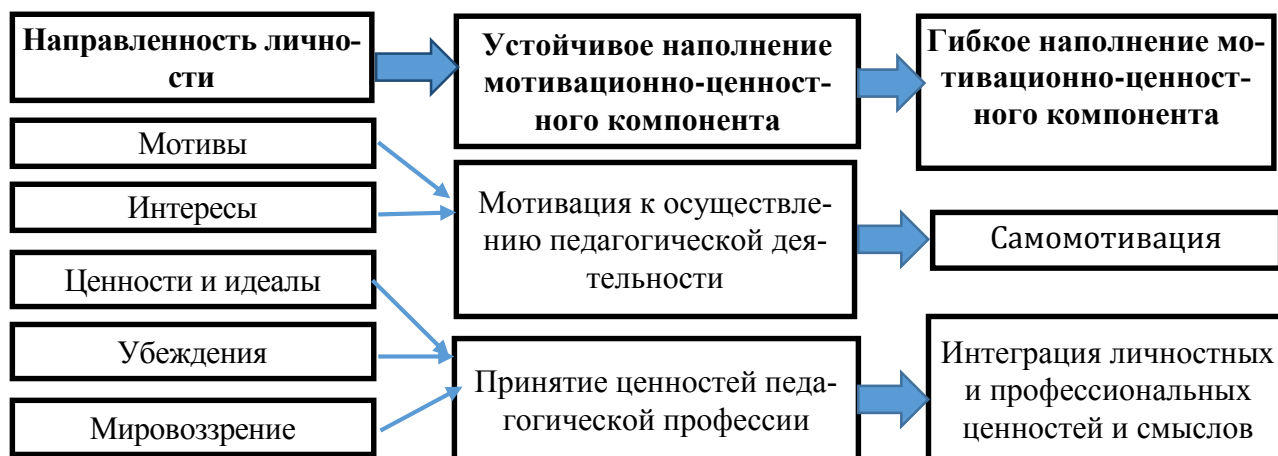 Направленность лично-
сти
Устойчивое наполнение
мотивационно-ценност-
ного компонента
Гибкое наполнение мо-
тивационно-ценност-
ного компонента
Мотивы
Интересы
Ценности и идеалы
Убеждения
Мировоззрение
Мотивация к осуществле-
нию педагогической дея-
тельности
Принятие ценностей педа-
гогической профессии
Самомотивация
Интеграция личностных
и профессиональных
ценностей и смыслов